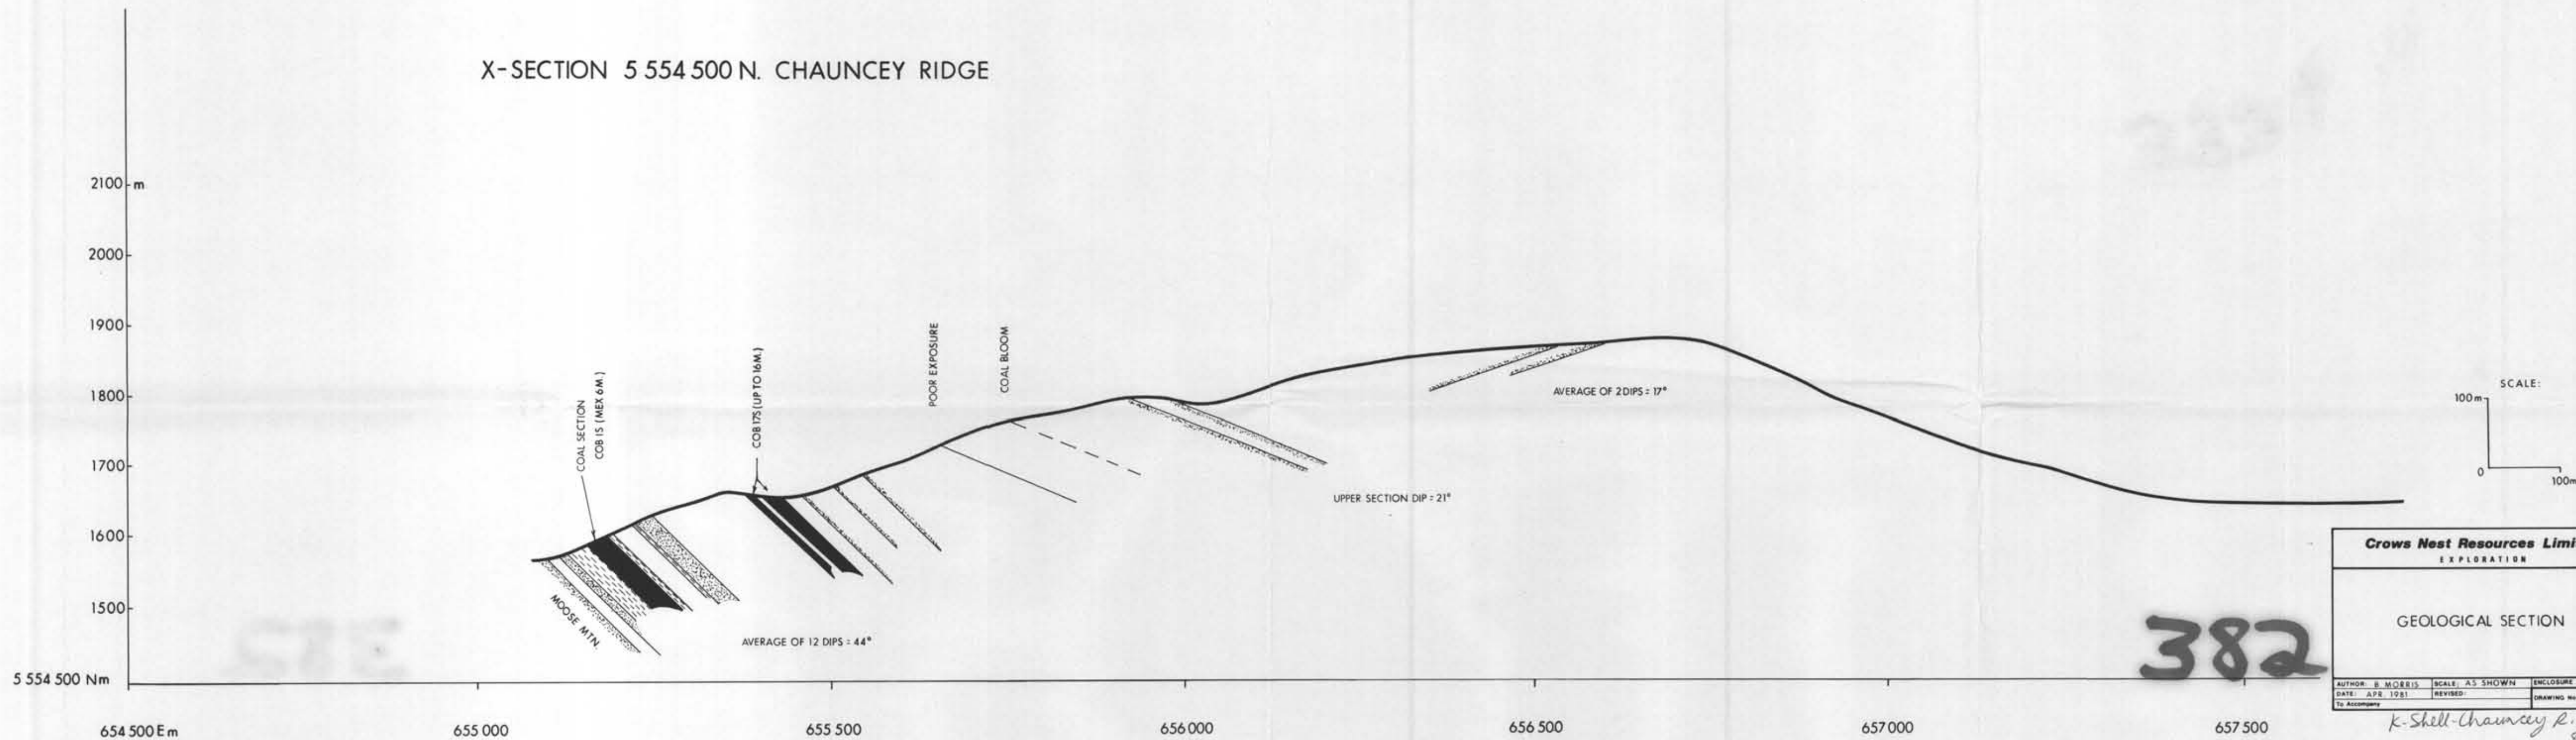 X-SECTION 5 554 500 N. CHAUNCEY RIDGE
2100 m
2000
1900
1800
1700
1600
1500
5 554 500 Nm
654 500 E m
655 000
655 500
656 000
656 500
657 000
657 500
COAL SECTION
COB 15 (MEX 6M.)
COB 17S (UP TO 16M.)
POOR EXPOSURE
COAL BLOOM
MOOSE MTN.
AVERAGE OF 12 DIPS = 44°
UPPER SECTION DIP = 21°
AVERAGE OF 2 DIPS = 17°
SCALE:
100 m
0
100m
382
Crows Nest Resources Limi
EXPLORATION
GEOLOGICAL SECTION
AUTHOR: B. MORRIS SCALE: AS SHOWN ENCLOSURE
DATE: APR. 1981 REVISED: DRAWING No
To Accompany
K-Shell-Chauncey R.